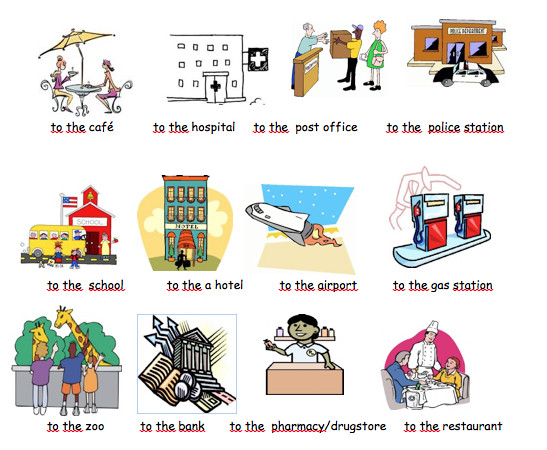 POLICE DEPARTMENT
to the café to the hospital to the post office to the police station
SCHOOL
HOTEL
to the school to the a hotel to the airport to the gas station
to the zoo to the bank to the pharmacy/drugstore to the restaurant